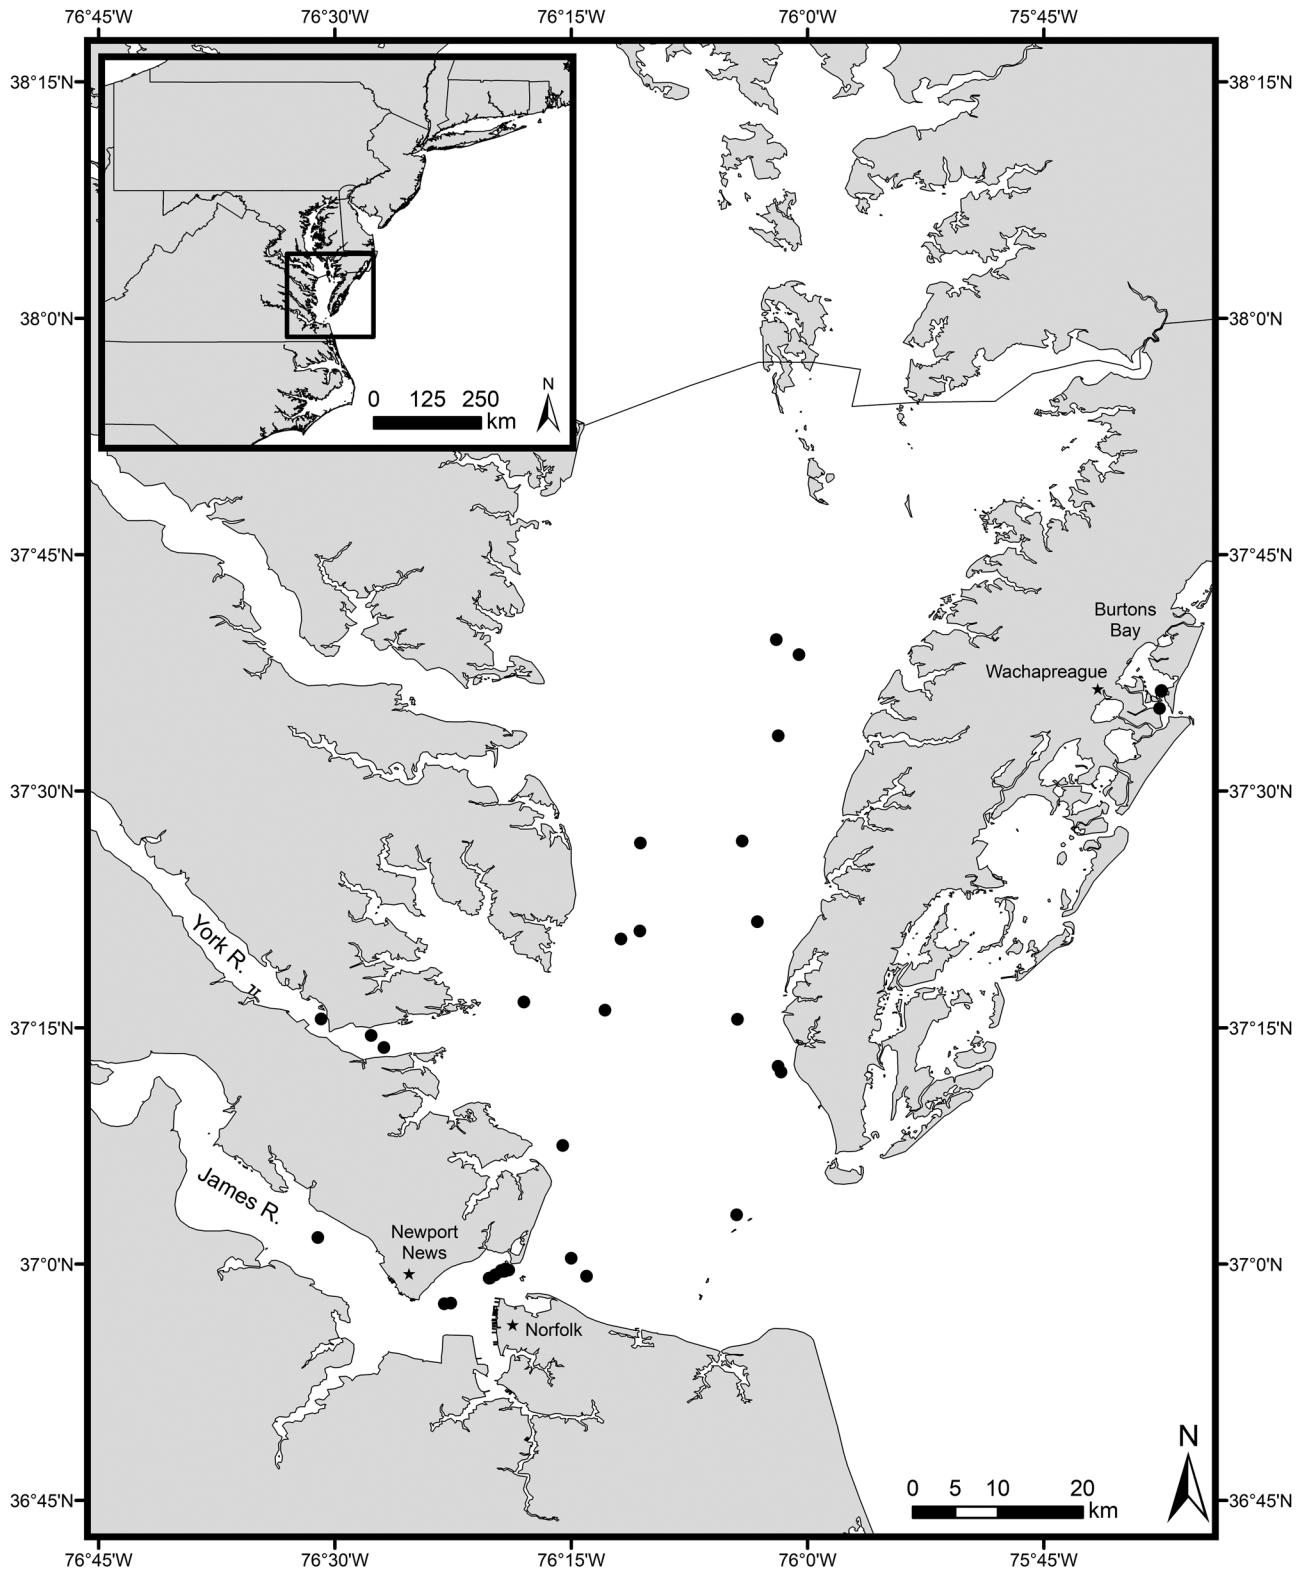 76°45'W 76°30'W 76°15'W 76°0'W 75°45'W
38°15'N 38°15'N
38°0'N 38°0'N
0 125 250
km
N
37°45'N 37°45'N
Burtons
Bay
Wachapreague
37°30'N 37°30'N
York R.
37°15'N 37°15'N
James R.
Newport
News
37°0'N 37°0'N
Norfolk
N
0 5 10 20
km
36°45'N 36°45'N
76°45'W 76°30'W 76°15'W 76°0'W 75°45'W